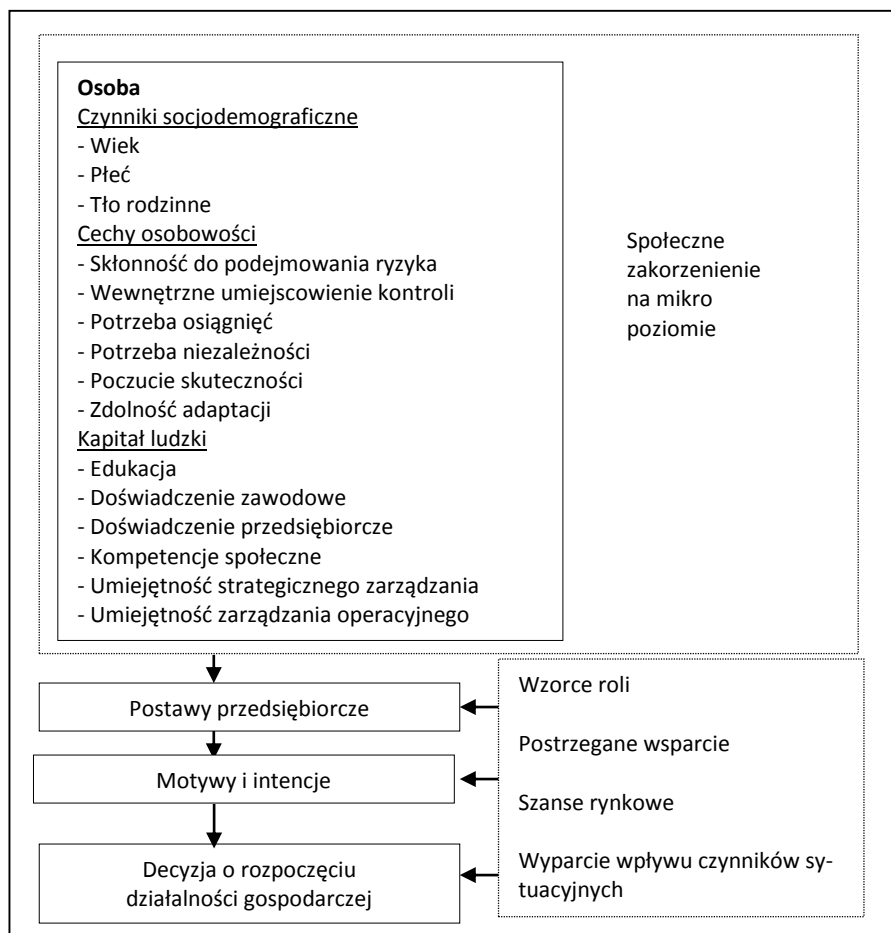 Osoba
Czynniki socjodemograficzne
- Wiek
- Płeć
- Tło rodzinne
Cechy osobowości
- Skłonność do podejmowania ryzyka
- Wewnętrzne umiejscowienie kontroli
- Potrzeba osiągnięć
- Potrzeba niezależności
- Poczucie skuteczności
- Zdolność adaptacji
Kapitał ludzki
- Edukacja
- Doświadczenie zawodowe
- Doświadczenie przedsiębiorcze
- Kompetencje społeczne
- Umiejętność strategicznego zarządzania
- Umiejętność zarządzania operacyjnego
Społeczne
zakorzenienie
na mikro
poziomie
Postawy przedsiębiorcze
Motywy i intencje
Decyzja o rozpoczęciu
działalności gospodarczej
Wzorce roli
Postrzegane wsparcie
Szanse rynkowe
Wyparcie wpływu czynników sy-
tuacyjnych